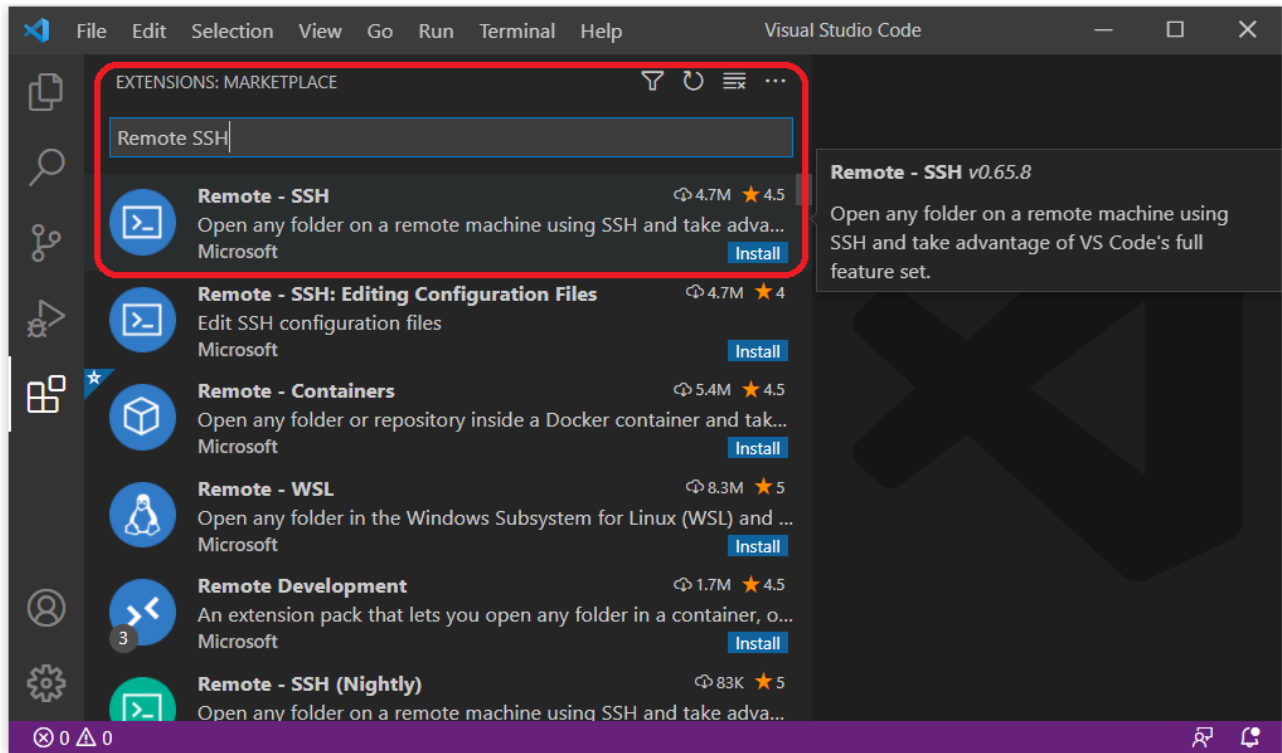 File Edit Selection View Go Run Terminal Help Visual Studio Code
EXTENSIONS: MARKETPLACE
Remote SSH
Remote - SSH 4.7M 4.5
Open any folder on a remote machine using SSH and take adva...
Microsoft Install
Remote - SSH: Editing Configuration Files 4.7M 4
Edit SSH configuration files
Microsoft Install
Remote - Containers 5.4M 4.5
Open any folder or repository inside a Docker container and tak...
Microsoft Install
Remote - WSL 8.3M 5
Open any folder in the Windows Subsystem for Linux (WSL) and ...
Microsoft Install
Remote Development 1.7M 4.5
An extension pack that lets you open any folder in a container, o...
3 Microsoft Install
Remote - SSH (Nightly) 83K 5
Open any folder on a remote machine using SSH and take adva...
Remote - SSH v0.65.8
Open any folder on a remote machine using
SSH and take advantage of VS Code's full
feature set.
0 0